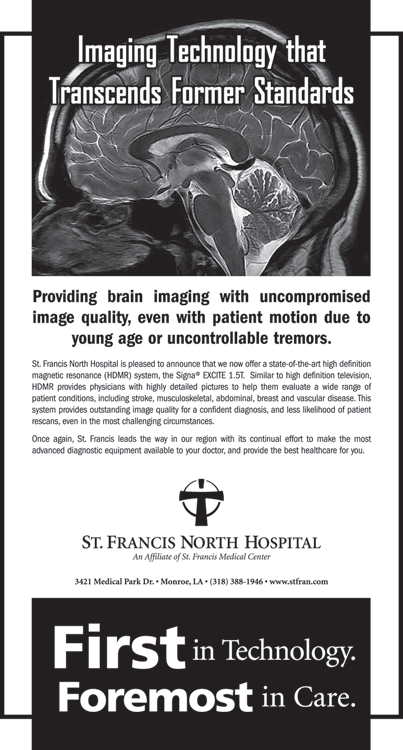 Imaging Technology that
Transcends Former Standards
Providing brain imaging with uncompromised
image quality, even with patient motion due to
young age or uncontrollable tremors.
St. Francis North Hospital is pleased to announce that we now offer a state-of-the-art high definition
magnetic resonance (HDMR) system, the Signa® EXCITE 1.5T. Similar to high definition television,
HDMR provides physicians with highly detailed pictures to help them evaluate a wide range of
patient conditions, including stroke, musculoskeletal, abdominal, breast and vascular disease. This
system provides outstanding image quality for a confident diagnosis, and less likelihood of patient
rescans, even in the most challenging circumstances.
Once again, St. Francis leads the way in our region with its continual effort to make the most
advanced diagnostic equipment available to your doctor, and provide the best healthcare for you.
ST. FRANCIS NORTH HOSPITAL
An Affiliate of St. Francis Medical Center
3421 Medical Park Dr. • Monroe, LA • (318) 388-1946 • www.stfran.com
First in Technology.
Foremost in Care.